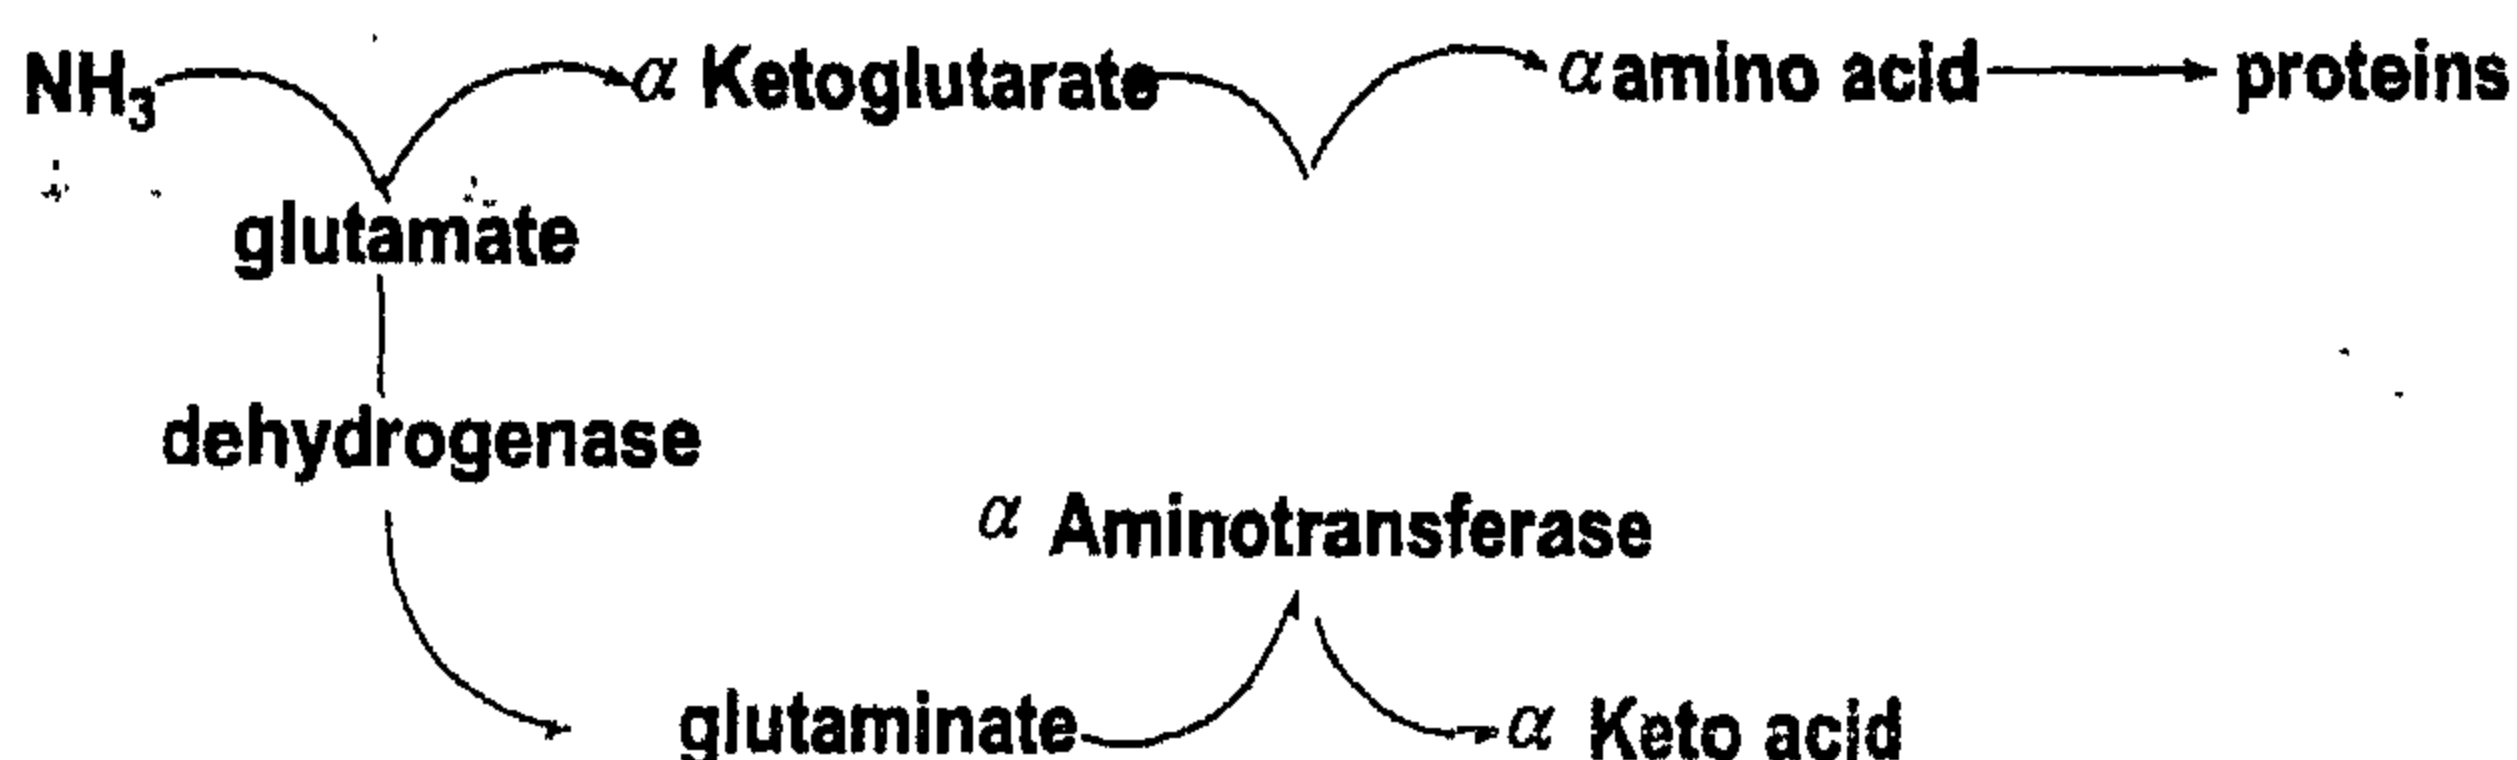 NH3 α Ketoglutarate α amino acid proteins
glutamate
dehydrogenase
α Aminotransferase
glutaminate α Keto acid